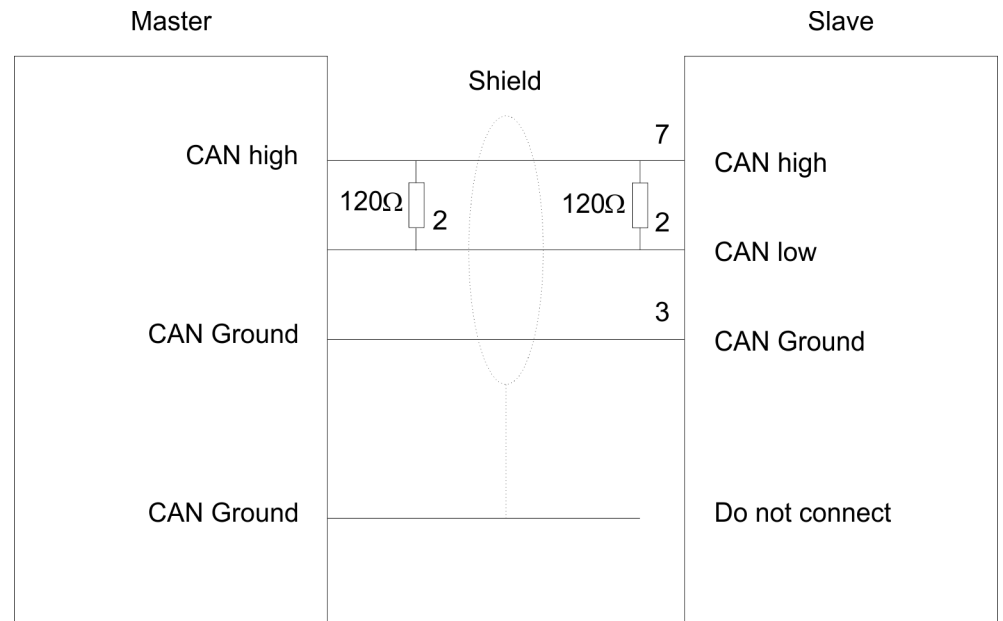 Master
Slave
Shield
7
CAN high
CAN high
120Ω
2
120Ω
2
CAN low
3
CAN Ground
CAN Ground
CAN Ground
Do not connect